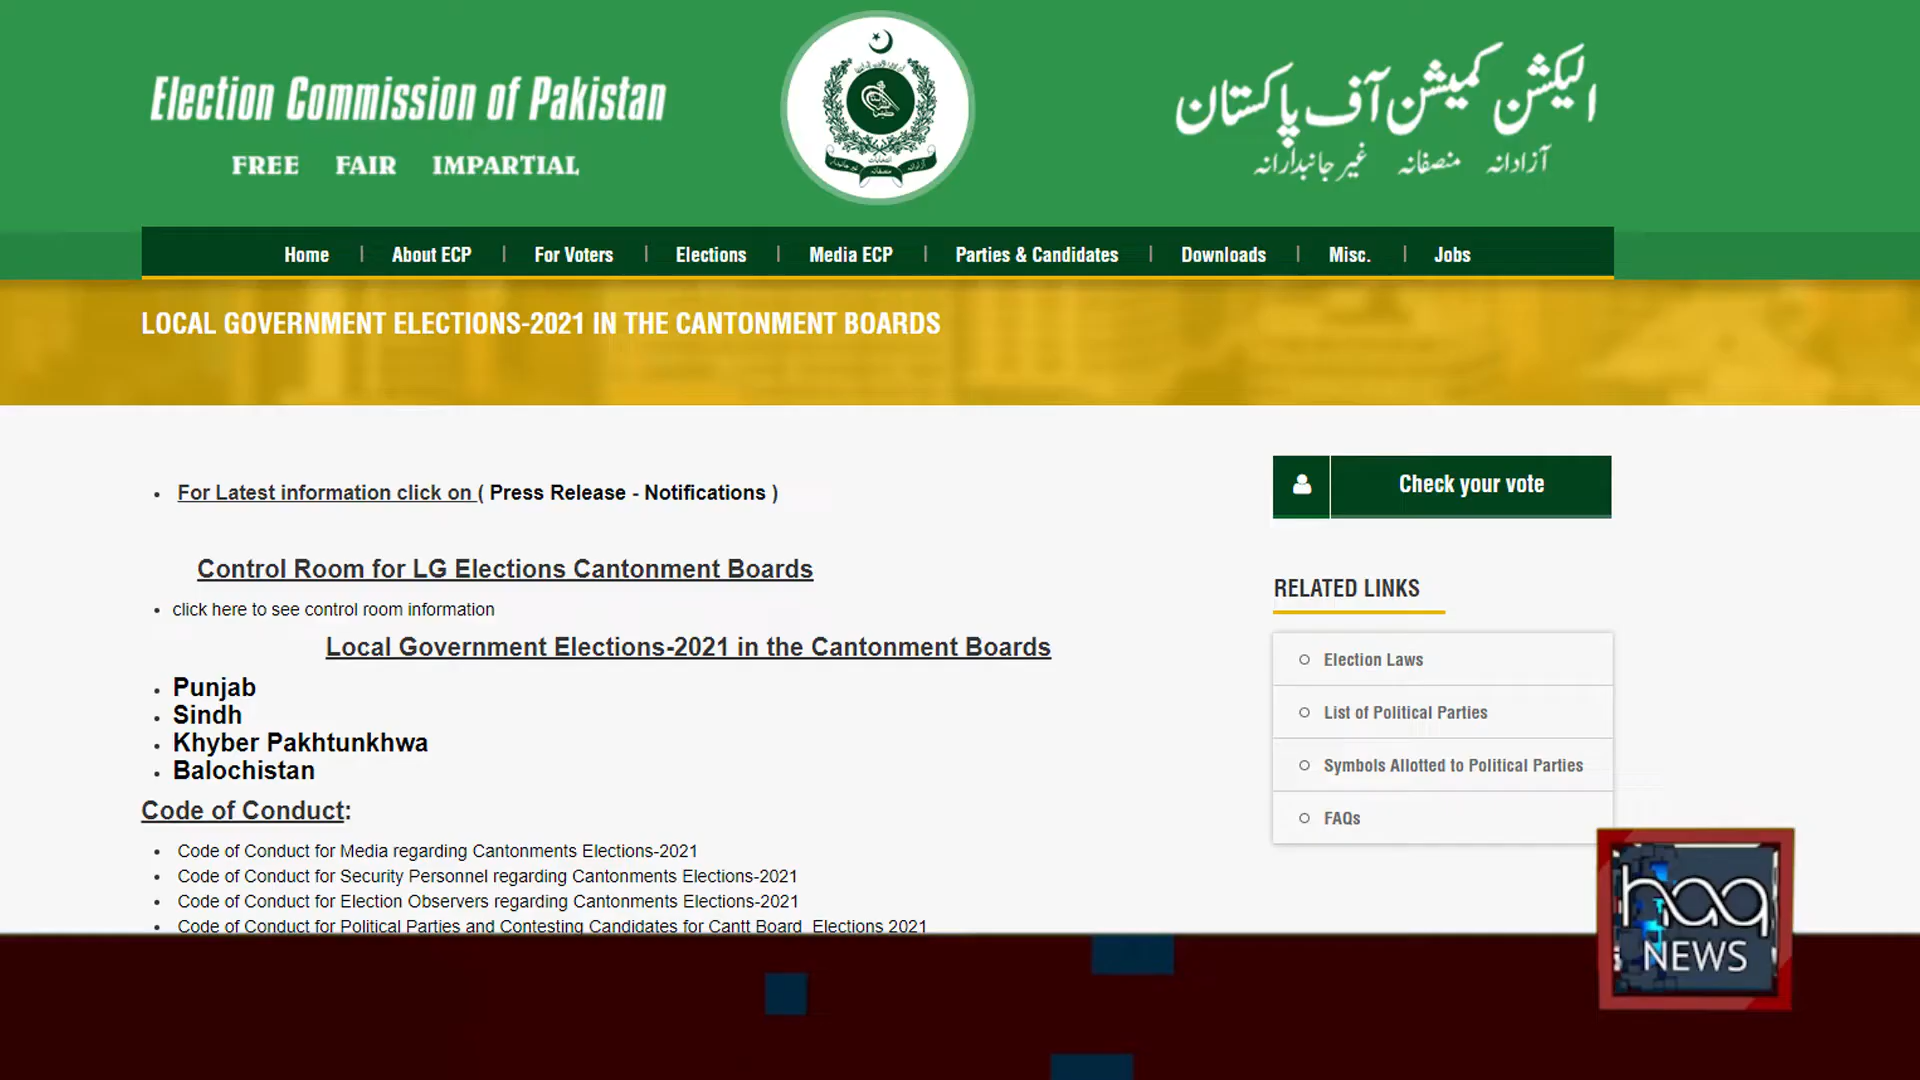 Election Commission of Pakistan
FREE FAIR IMPARTIAL
الیکشن کمیشن آف پاکستان
آزادانہ منصفانہ غیر جانبدارانہ
Home | About ECP | For Voters | Elections | Media ECP | Parties & Candidates | Downloads | Misc. | Jobs
LOCAL GOVERNMENT ELECTIONS-2021 IN THE CANTONMENT BOARDS
• For Latest information click on ( Press Release - Notifications )
Control Room for LG Elections Cantonment Boards
• click here to see control room information
Local Government Elections-2021 in the Cantonment Boards
• Punjab
• Sindh
• Khyber Pakhtunkhwa
• Balochistan
Code of Conduct:
• Code of Conduct for Media regarding Cantonments Elections-2021
• Code of Conduct for Security Personnel regarding Cantonments Elections-2021
• Code of Conduct for Election Observers regarding Cantonments Elections-2021
• Code of Conduct for Political Parties and Contesting Candidates for Cantt Board Elections 2021
Check your vote
RELATED LINKS
Election Laws
List of Political Parties
Symbols Allotted to Political Parties
FAQs
haq
NEWS